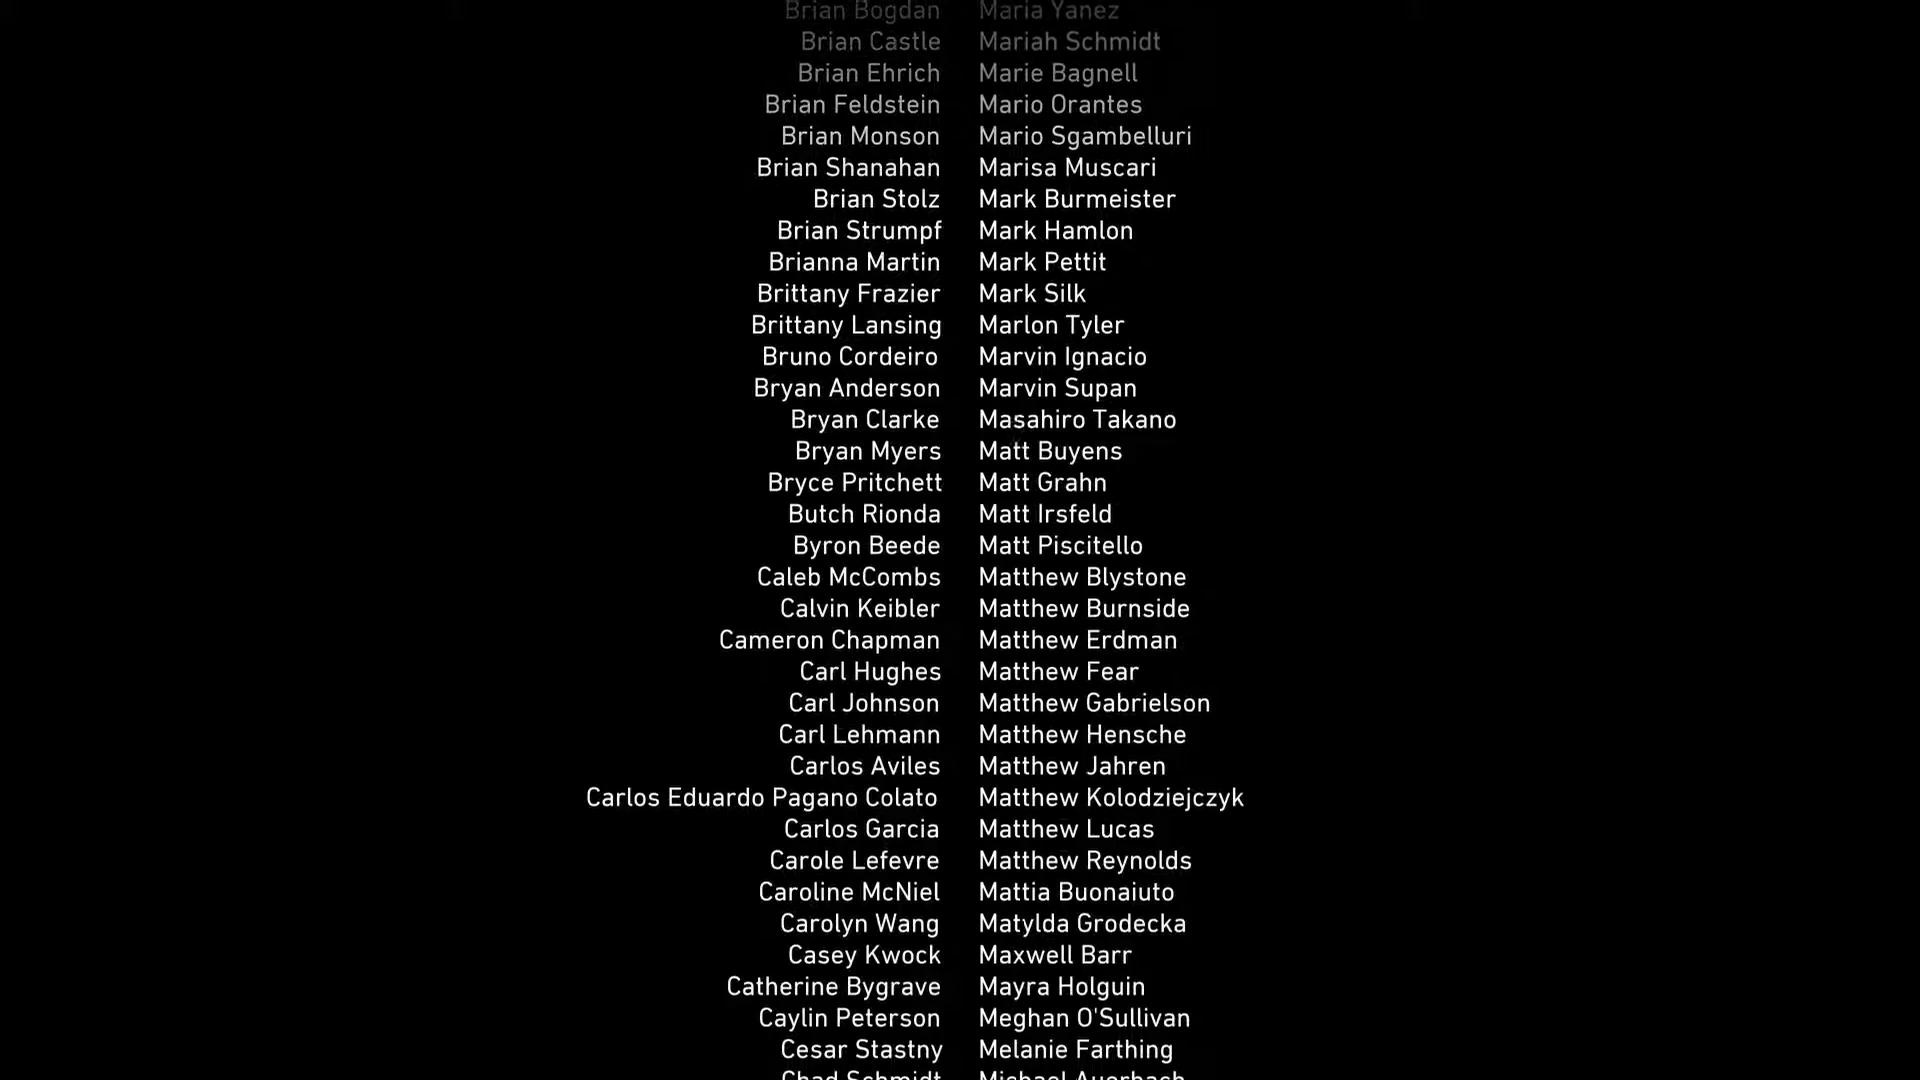 Brian Bogdan Maria Yanez
Brian Castle Mariah Schmidt
Brian Ehrich Marie Bagnell
Brian Feldstein Mario Orantes
Brian Monson Mario Sgambelluri
Brian Shanahan Marisa Muscari
Brian Stolz Mark Burmeister
Brian Strumpf Mark Hamlon
Brianna Martin Mark Pettit
Brittany Frazier Mark Silk
Brittany Lansing Marlon Tyler
Bruno Cordeiro Marvin Ignacio
Bryan Anderson Marvin Supan
Bryan Clarke Masahiro Takano
Bryan Myers Matt Buyens
Bryce Pritchett Matt Grahn
Butch Rionda Matt Irsfeld
Byron Beede Matt Piscitello
Caleb McCombs Matthew Blystone
Calvin Keibler Matthew Burnside
Cameron Chapman Matthew Erdman
Carl Hughes Matthew Fear
Carl Johnson Matthew Gabrielson
Carl Lehmann Matthew Hensche
Carlos Aviles Matthew Jahren
Carlos Eduardo Pagano Colato Matthew Kolodziejczyk
Carlos Garcia Matthew Lucas
Carole Lefevre Matthew Reynolds
Caroline McNiel Mattia Buonaiuto
Carolyn Wang Matylda Grodecka
Casey Kwock Maxwell Barr
Catherine Bygrave Mayra Holguin
Caylin Peterson Meghan O'Sullivan
Cesar Stastny Melanie Farthing
Chad Schmidt Michael Auerbach